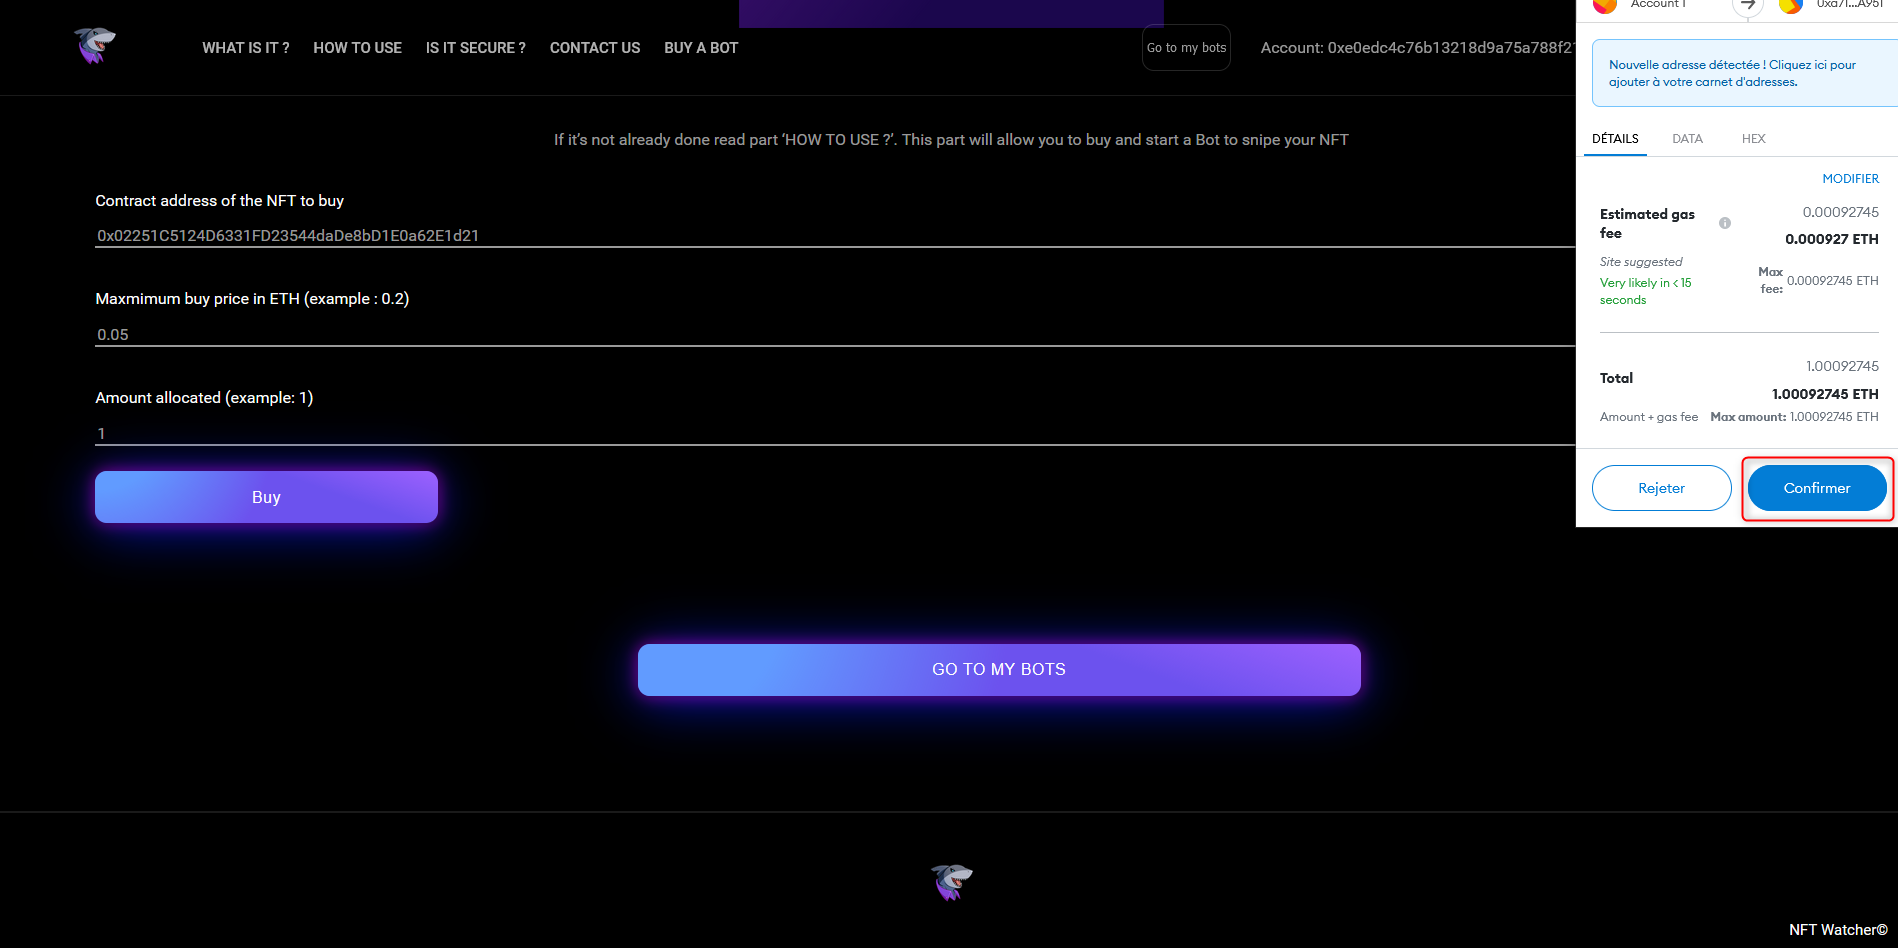 WHAT IS IT ?
HOW TO USE
IS IT SECURE ?
CONTACT US
BUY A BOT
Go to my bots
Account: 0xe0edc4c76b13218d9a75a788f21
If it’s not already done read part ‘HOW TO USE ?’. This part will allow you to buy and start a Bot to snipe your NFT
Contract address of the NFT to buy
0x02251C5124D6331FD23544daDe8bD1E0a62E1d21
Maxmimum buy price in ETH (example : 0.2)
0.05
Amount allocated (example: 1)
1
Buy
GO TO MY BOTS
Account 1
0xa71...A951
Nouvelle adresse détectée ! Cliquez ici pour
ajouter à votre carnet d'adresses.
DÉTAILS
DATA
HEX
MODIFIER
Estimated gas
fee
0.00092745
0.000927 ETH
Site suggested
Very likely in < 15
seconds
Max
fee:
0.00092745 ETH
Total
1.00092745
1.00092745 ETH
Amount + gas fee
Max amount: 1.00092745 ETH
Rejeter
Confirmer
NFT Watcher©